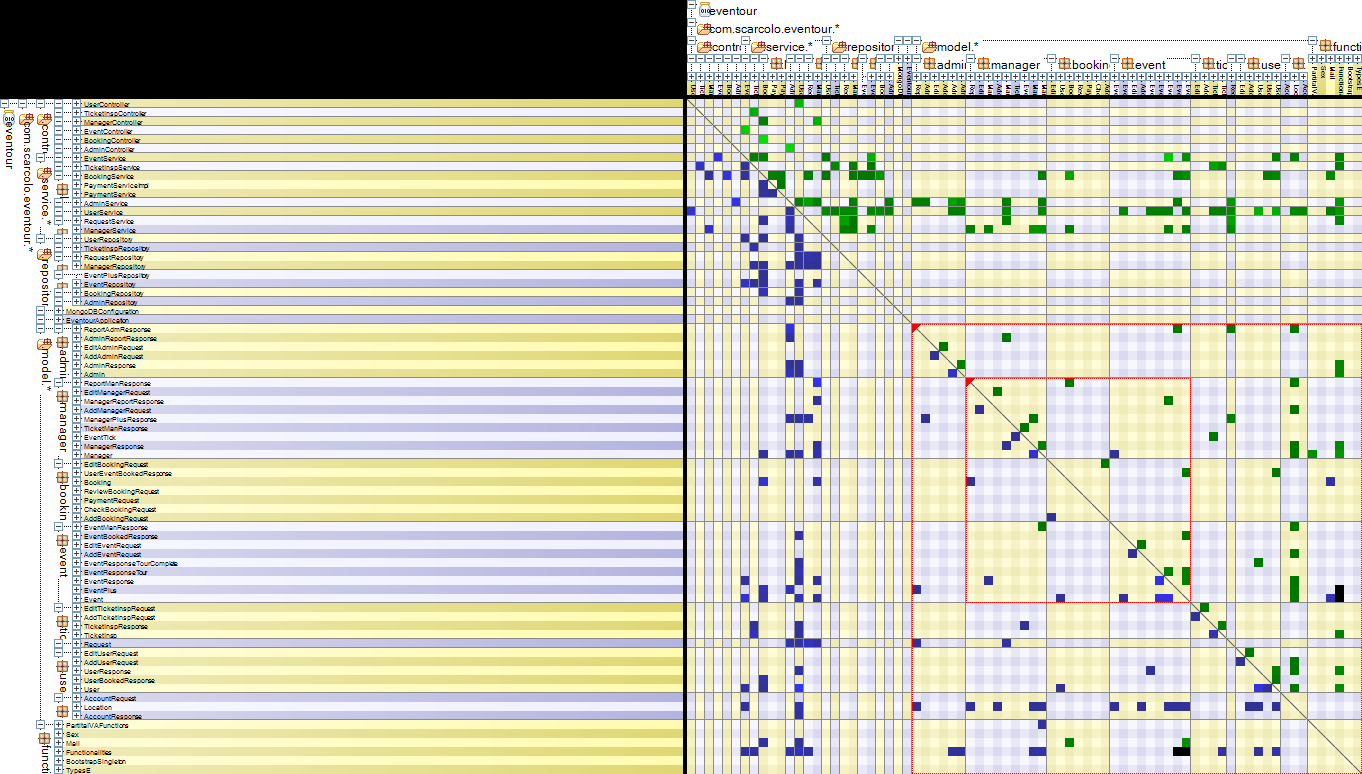 eventour
com.scarcolo.eventour.*
contr
service.*
repositor
model.*
functi
admi
manager
bookin
event
tic
use
eventour
com.scarcolo.eventour.*
contr
service.*
repositor
model.*
admi
manager
bookin
event
tic
use
functi
UserController
TicketInspController
ManagerController
EventController
BookingController
AdminController
EventService
TicketInspService
BookingService
PaymentServiceImpl
PaymentService
AdminService
UserService
RequestService
ManagerService
UserRepository
TicketInspRepository
RequestRepository
ManagerRepository
EventPlusRepository
EventRepository
BookingRepository
AdminRepository
MongoDBConfiguration
EventourApplication
ReportAdmResponse
AdminReportResponse
EditAdminRequest
AddAdminRequest
AdminResponse
Admin
ReportManResponse
EditManagerRequest
ManagerReportResponse
AddManagerRequest
ManagerPlusResponse
TicketManResponse
EventTick
ManagerResponse
Manager
EditBookingRequest
UserEventBookedResponse
Booking
ReviewBookingRequest
PaymentRequest
CheckBookingRequest
AddBookingRequest
EventManResponse
EventBookedResponse
EditEventRequest
AddEventRequest
EventResponseTourComplete
EventResponseTour
EventResponse
EventPlus
Event
EditTicketInspRequest
AddTicketInspRequest
TicketInspResponse
TicketInsp
Request
EditUserRequest
AddUserRequest
UserResponse
UserBookedResponse
User
AccountRequest
Location
AccountResponse
PartitaIVAFunctions
Sex
Mail
Functionalities
BootstrapSingleton
TypesE